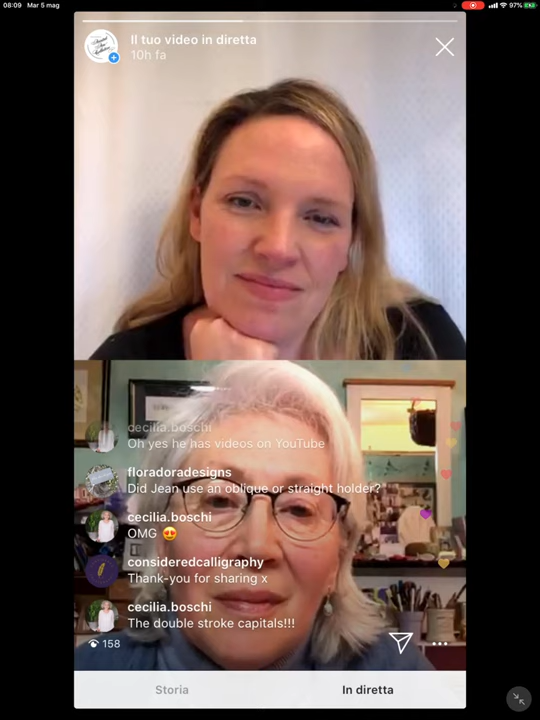 08:09 Mar 5 mag
97%
Il tuo video in diretta
10h fa
cecilia.boschi
Oh yes he has videos on YouTube
floradoradesigns
Did Jean use an oblique or straight holder?
cecilia.boschi
OMG 😍
consideredcalligraphy
Thank-you for sharing x
cecilia.boschi
The double stroke capitals!!!
158
Storia
In diretta